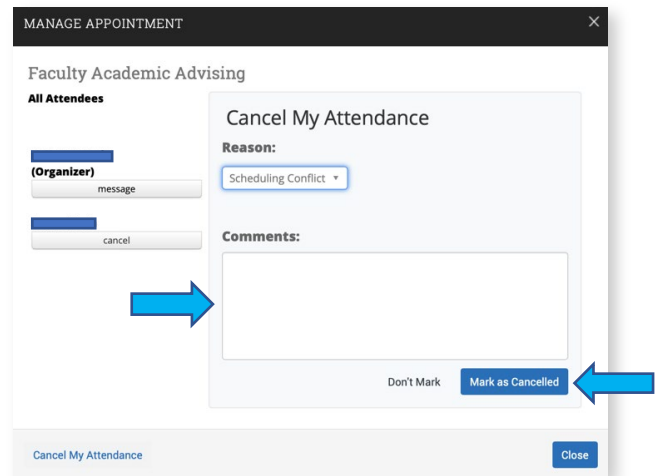 MANAGE APPOINTMENT
Faculty Academic Advising
All Attendees
(Organizer)
message
cancel
Cancel My Attendance
Reason:
Scheduling Conflict
Comments:
Don't Mark
Mark as Cancelled
Cancel My Attendance
Close